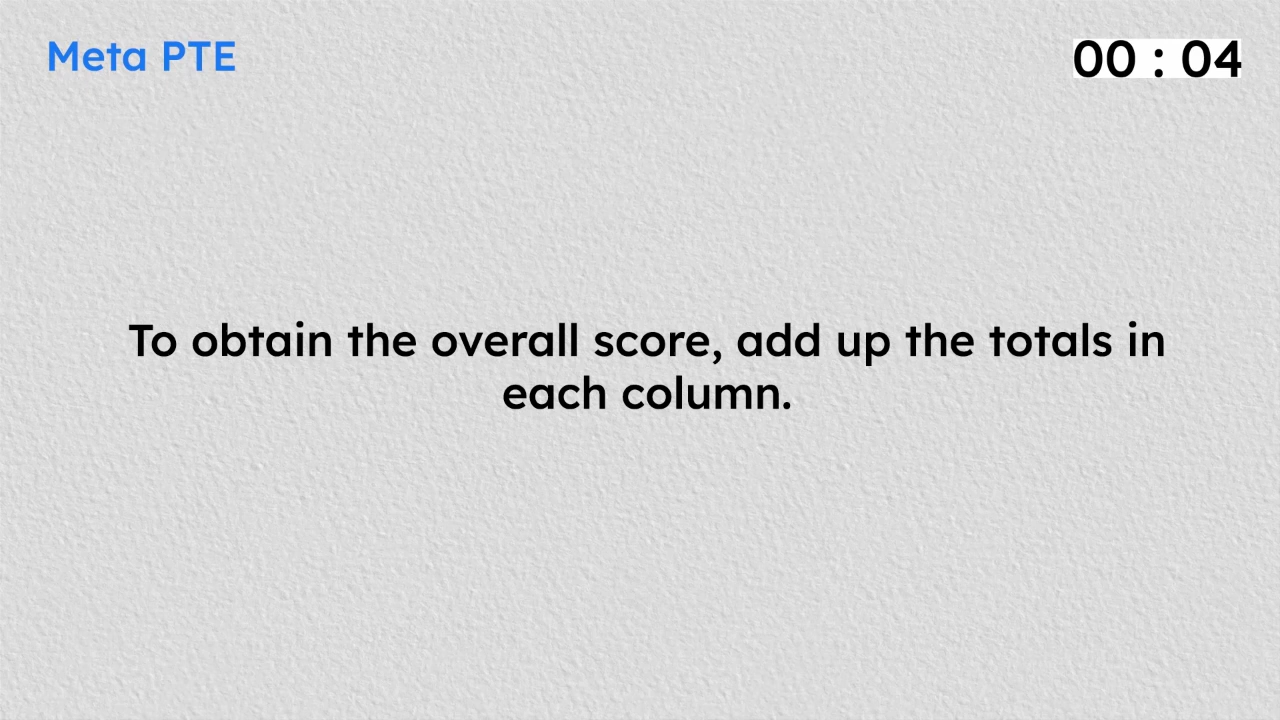 Meta PTE
00 : 04
To obtain the overall score, add up the totals in
each column.